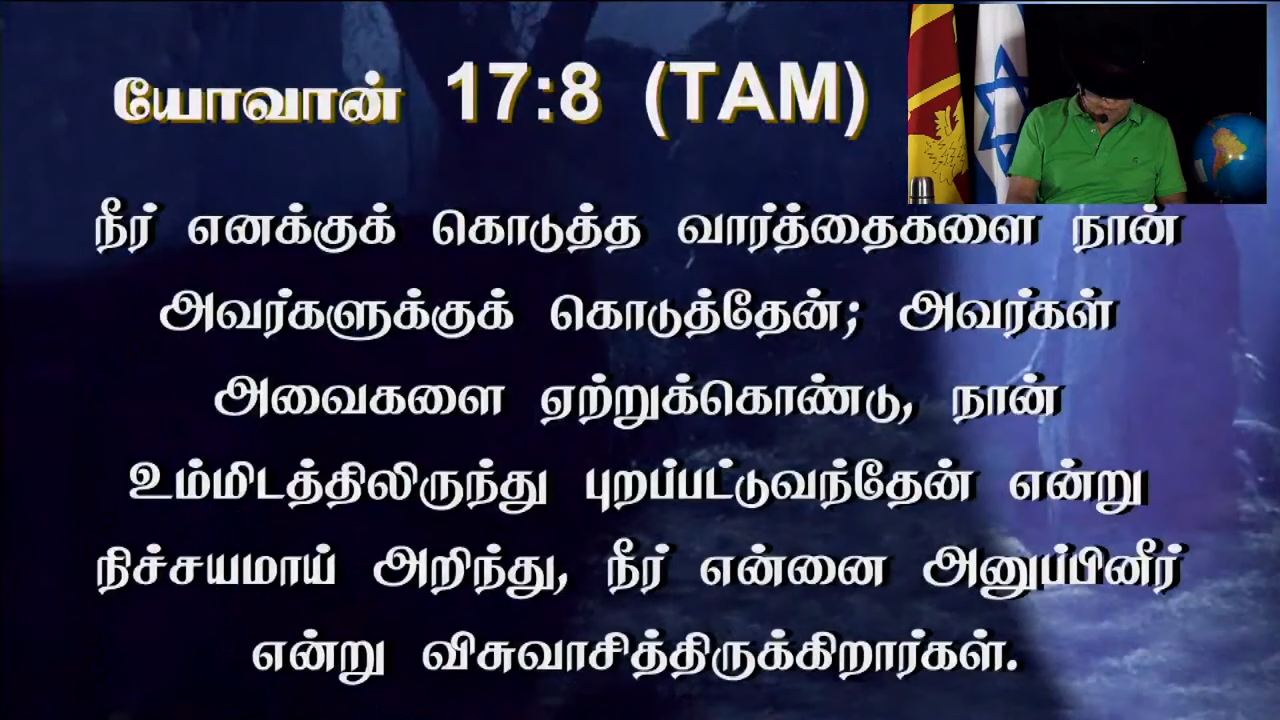 யோவான் 17:8 (TAM)
நீர் எனக்குக் கொடுத்த வார்த்தைகளை நான்
அவர்களுக்குக் கொடுத்தேன்; அவர்கள்
அவைகளை ஏற்றுக்கொண்டு, நான்
உம்மிடத்திலிருந்து புறப்பட்டுவந்தேன் என்று
நிச்சயமாய் அறிந்து, நீர் என்னை அனுப்பினீர்
என்று விசுவாசித்திருக்கிறார்கள்.